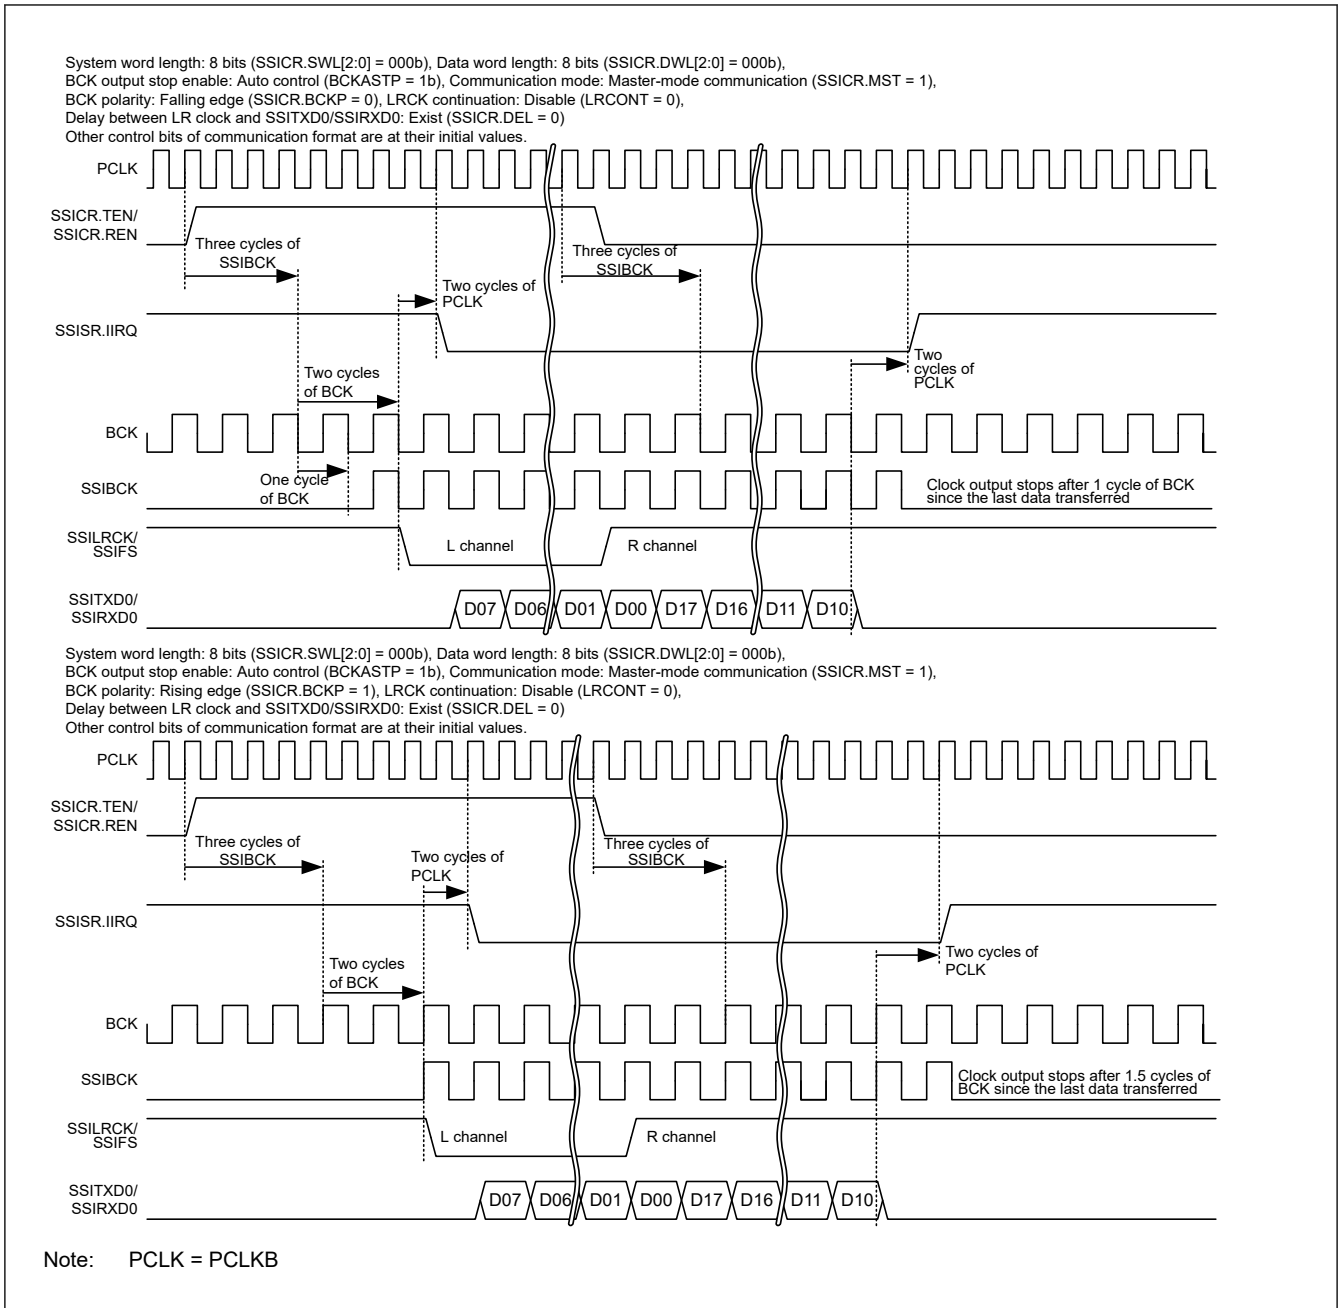 System word length: 8 bits (SSICR.SWL[2:0] = 000b), Data word length: 8 bits (SSICR.DWL[2:0] = 000b),
BCK output stop enable: Auto control (BCKASTP = 1b), Communication mode: Master-mode communication (SSICR.MST = 1),
BCK polarity: Falling edge (SSICR.BCKP = 0), LRCK continuation: Disable (LRCONT = 0),
Delay between LR clock and SSITXD0/SSIRXD0: Exist (SSICR.DEL = 0)
Other control bits of communication format are at their initial values.
PCLK
SSICR.TEN/
SSICR.REN
Three cycles of
SSIBCK
Three cycles of
SSIBCK
Two cycles of
PCLK
SSISR.IIRQ
Two
cycles of
PCLK
Two cycles
of BCK
BCK
One cycle
of BCK
SSIBCK
Clock output stops after 1 cycle of BCK
since the last data transferred
SSILRCK/
SSIFS
L channel
R channel
SSITXD0/
SSIRXD0
D07 D06 D01 D00 D17 D16 D11 D10
System word length: 8 bits (SSICR.SWL[2:0] = 000b), Data word length: 8 bits (SSICR.DWL[2:0] = 000b),
BCK output stop enable: Auto control (BCKASTP = 1b), Communication mode: Master-mode communication (SSICR.MST = 1),
BCK polarity: Rising edge (SSICR.BCKP = 1), LRCK continuation: Disable (LRCONT = 0),
Delay between LR clock and SSITXD0/SSIRXD0: Exist (SSICR.DEL = 0)
Other control bits of communication format are at their initial values.
PCLK
SSICR.TEN/
SSICR.REN
Three cycles of
SSIBCK
Two cycles of
PCLK
Three cycles of
SSIBCK
SSISR.IIRQ
Two cycles of
PCLK
Two cycles
of BCK
BCK
SSIBCK
Clock output stops after 1.5 cycles of
BCK since the last data transferred
SSILRCK/
SSIFS
L channel
R channel
SSITXD0/
SSIRXD0
D07 D06 D01 D00 D17 D16 D11 D10
Note: PCLK = PCLKB